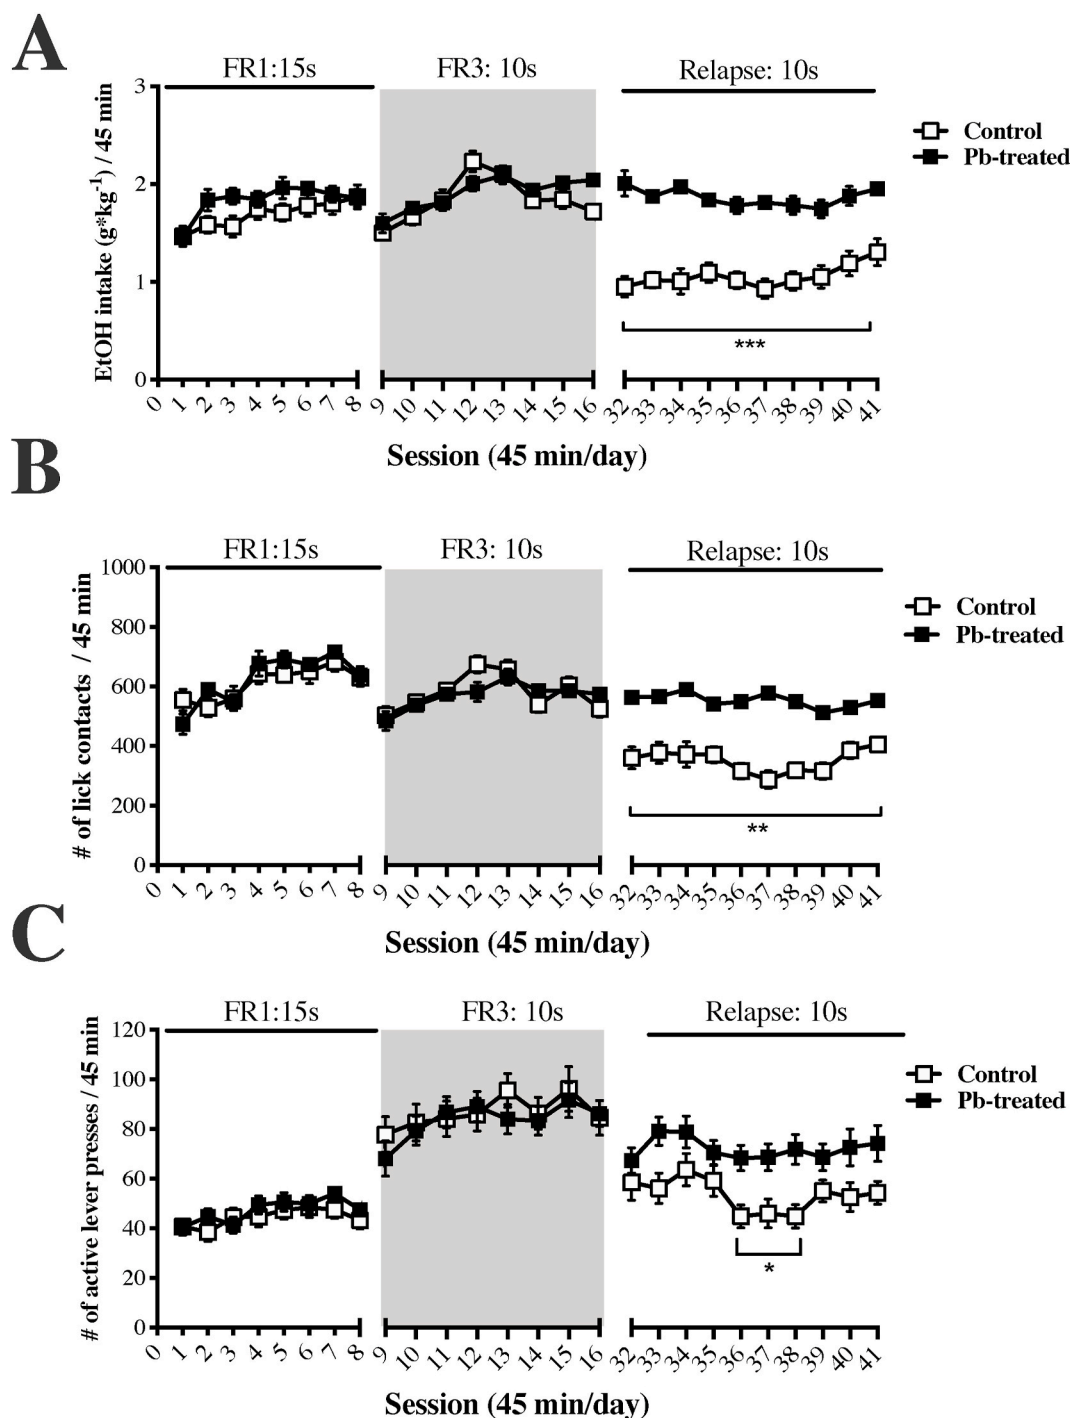 A
FR1:15s FR3: 10s Relapse: 10s
EtOH intake (g*kg-1) / 45 min
3
2
1
0
Control
Pb-treated
***
0 1 2 3 4 5 6 7 8 9 10 11 12 13 14 15 16 32 33 34 35 36 37 38 39 40 41
Session (45 min/day)
B
FR1:15s FR3: 10s Relapse: 10s
# of lick contacts / 45 min
1000
800
600
400
200
0
Control
Pb-treated
**
0 1 2 3 4 5 6 7 8 9 10 11 12 13 14 15 16 32 33 34 35 36 37 38 39 40 41
Session (45 min/day)
C
FR1:15s FR3: 10s Relapse: 10s
# of active lever presses / 45 min
120
100
80
60
40
20
0
Control
Pb-treated
*
0 1 2 3 4 5 6 7 8 9 10 11 12 13 14 15 16 32 33 34 35 36 37 38 39 40 41
Session (45 min/day)